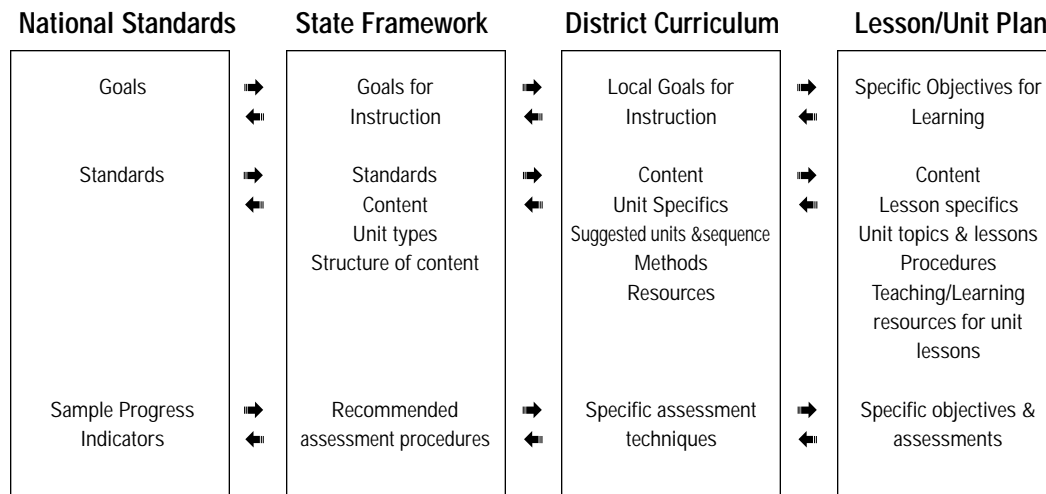 National Standards
Goals
Standards
Sample Progress
Indicators
State Framework
Goals for
Instruction
Standards
Content
Unit types
Structure of content
Recommended
assessment procedures
District Curriculum
Local Goals for
Instruction
Content
Unit Specifics
Suggested units &sequence
Methods
Resources
Specific assessment
techniques
Lesson/Unit Plan
Specific Objectives for
Learning
Content
Lesson specifics
Unit topics & lessons
Procedures
Teaching/Learning
resources for unit
lessons
Specific objectives &
assessments